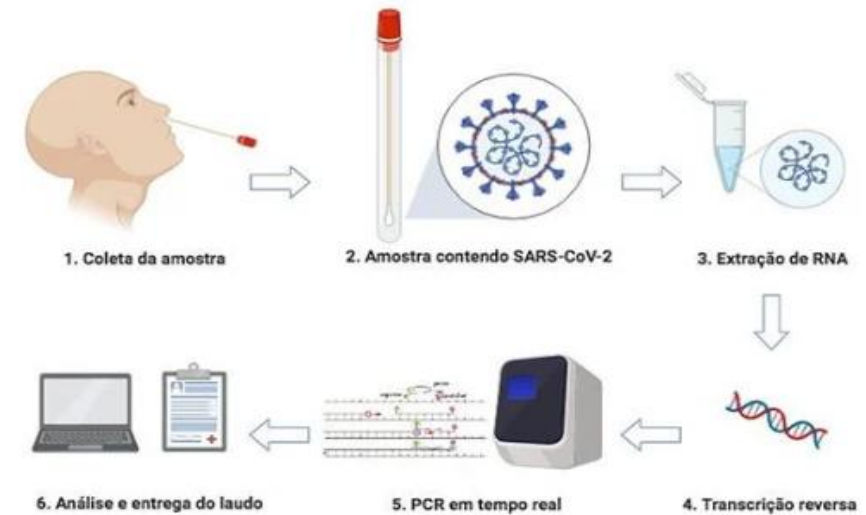 1. Coleta da amostra
2. Amostra contendo SARS-CoV-2
3. Extração de RNA
6. Análise e entrega do laudo
5. PCR em tempo real
4. Transcrição reversa